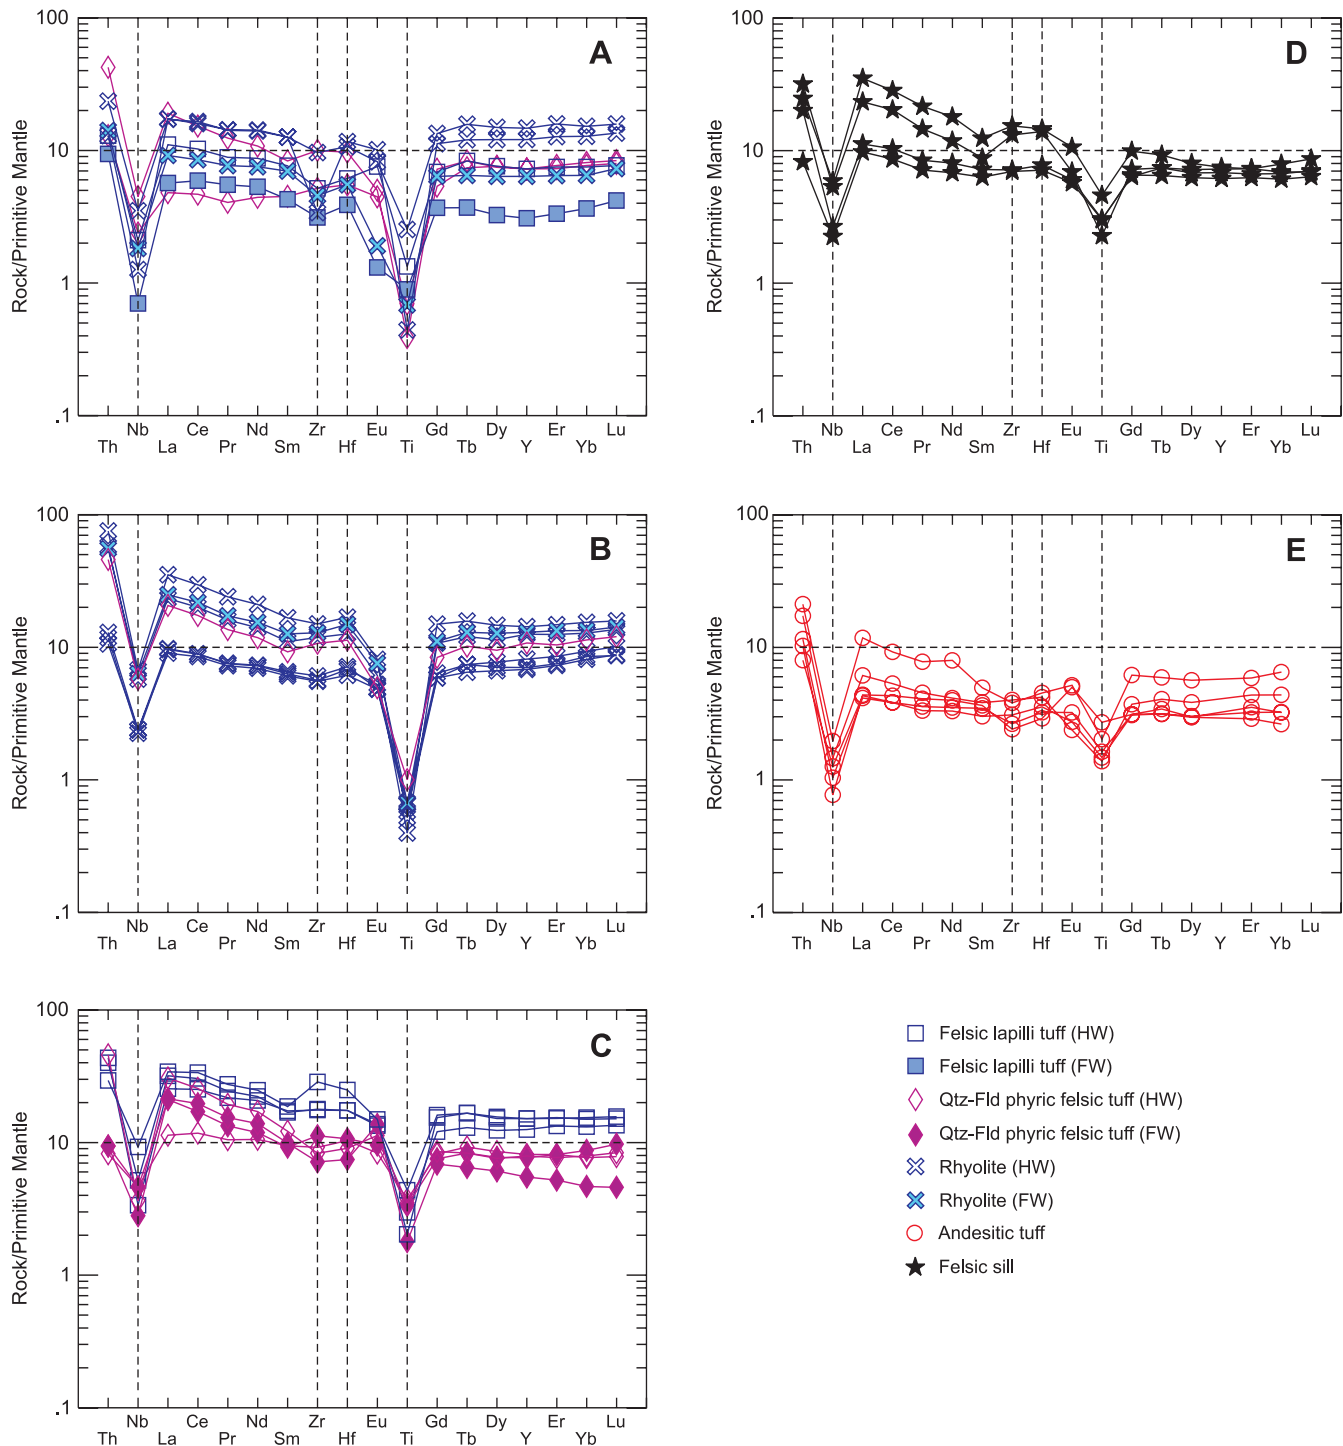 A
Rock/Primitive Mantle
100
10
1
.1
Nb Ce Nd Zr Eu Gd Dy Er Lu
Th La Pr Sm Hf Ti Tb Y Yb
D
Rock/Primitive Mantle
100
10
1
.1
Nb Ce Nd Zr Eu Gd Dy Er Lu
Th La Pr Sm Hf Ti Tb Y Yb
B
Rock/Primitive Mantle
100
10
1
.1
Nb Ce Nd Zr Eu Gd Dy Er Lu
Th La Pr Sm Hf Ti Tb Y Yb
E
Rock/Primitive Mantle
100
10
1
.1
Nb Ce Nd Zr Eu Gd Dy Er Lu
Th La Pr Sm Hf Ti Tb Y Yb
C
Rock/Primitive Mantle
100
10
1
.1
Nb Ce Nd Zr Eu Gd Dy Er Lu
Th La Pr Sm Hf Ti Tb Y Yb
Felsic lapilli tuff (HW)
Felsic lapilli tuff (FW)
Qtz-Fld phyric felsic tuff (HW)
Qtz-Fld phyric felsic tuff (FW)
Rhyolite (HW)
Rhyolite (FW)
Andesitic tuff
Felsic sill